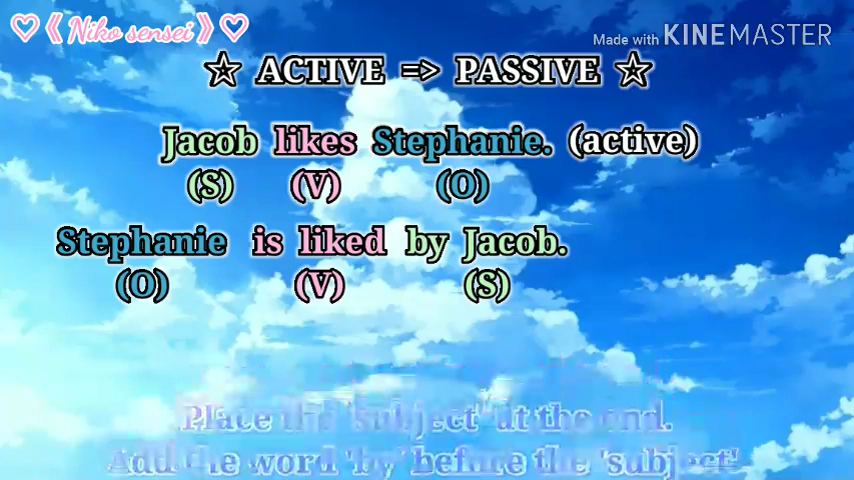 ♡《 Niko sensei 》♡
Made with KINEMASTER
☆ ACTIVE => PASSIVE ☆
Jacob likes Stephanie. (active)
(S) (V) (O)
Stephanie is liked by Jacob.
(O) (V) (S)
Place the 'subject' at the end.
Add the word 'by' before the 'subject'